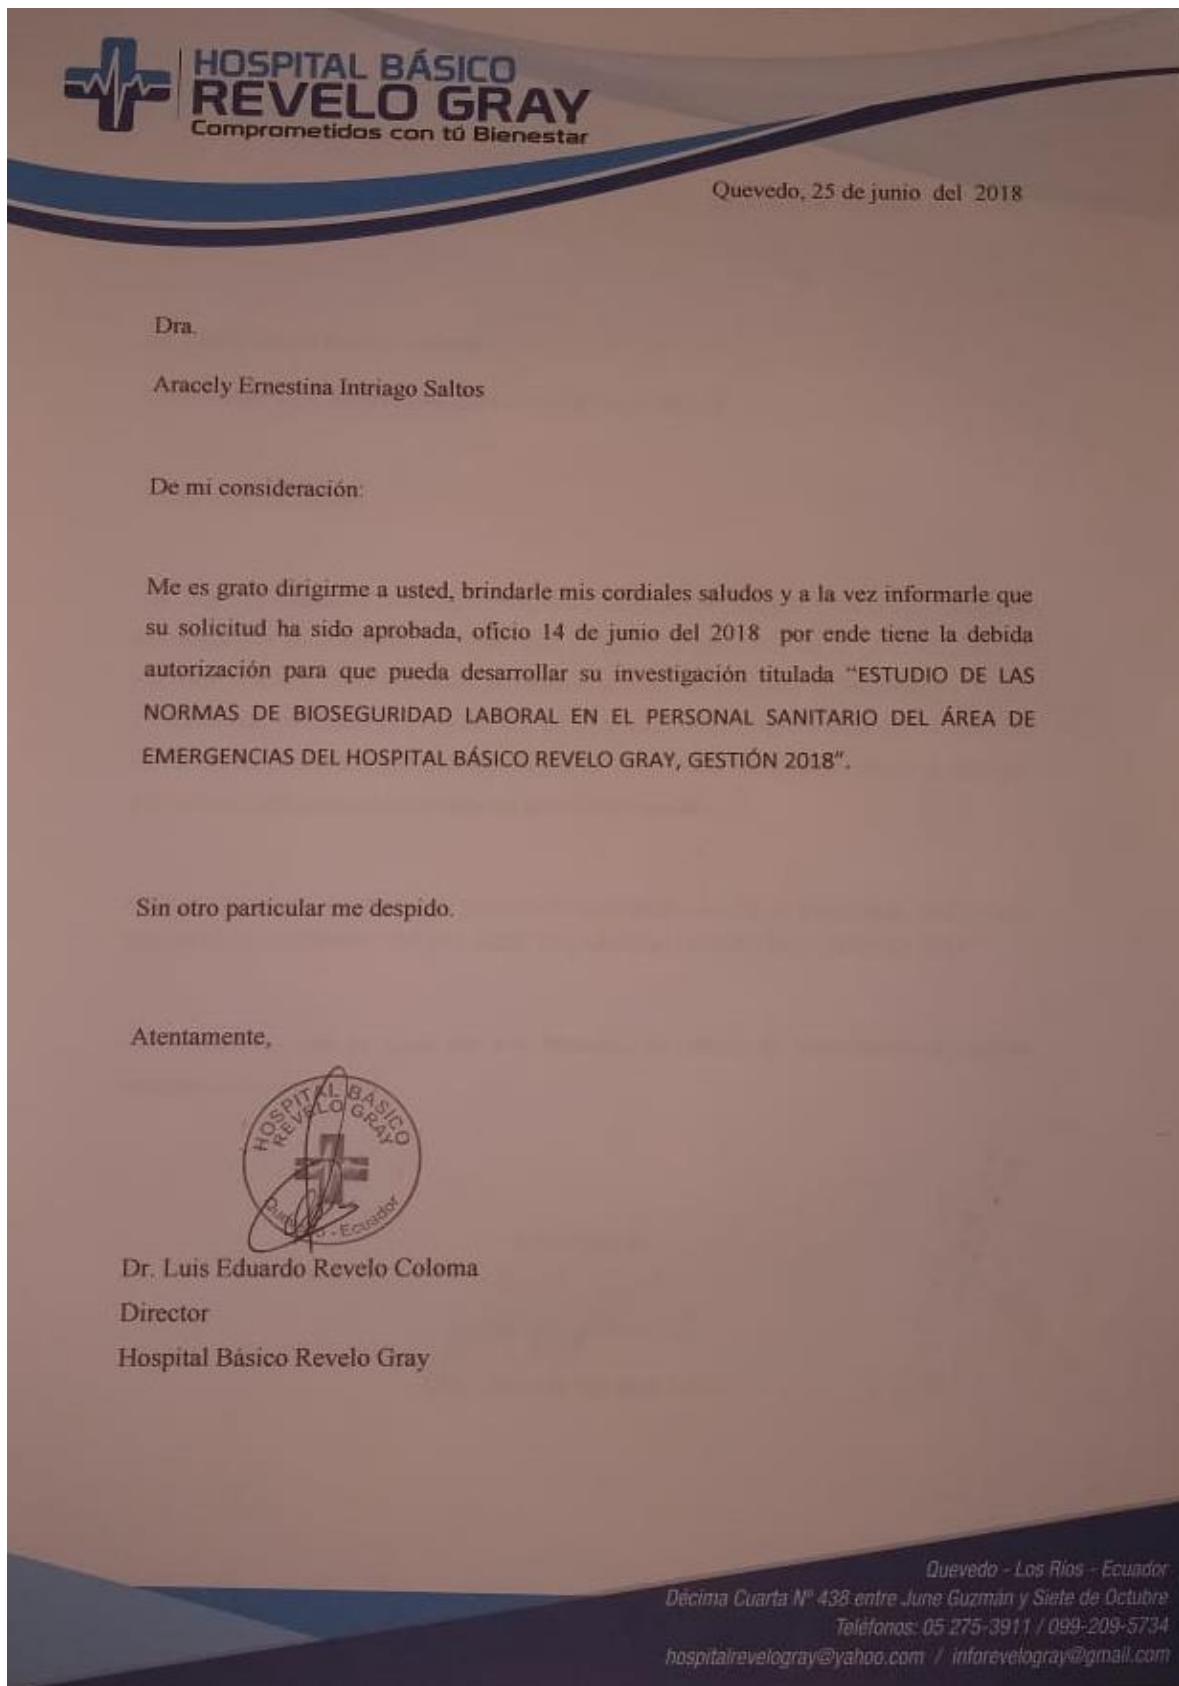 HOSPITAL BÁSICO
REVELO GRAY
Comprometidos con tú Bienestar
Quevedo, 25 de junio del 2018
Dra.
Aracely Ernestina Intriago Saltos
De mi consideración:
Me es grato dirigirme a usted, brindarle mis cordiales saludos y a la vez informarle que
su solicitud ha sido aprobada, oficio 14 de junio del 2018 por ende tiene la debida
autorización para que pueda desarrollar su investigación titulada “ESTUDIO DE LAS
NORMAS DE BIOSEGURIDAD LABORAL EN EL PERSONAL SANITARIO DEL ÁREA DE
EMERGENCIAS DEL HOSPITAL BÁSICO REVELO GRAY, GESTIÓN 2018”.
Sin otro particular me despido.
Atentamente,
HOSPITAL BÁSICO
REVELO GRAY
Quevedo - Ecuador
Dr. Luis Eduardo Revelo Coloma
Director
Hospital Básico Revelo Gray
Quevedo - Los Ríos - Ecuador
Décima Cuarta Nº 438 entre June Guzmán y Siete de Octubre
Teléfonos: 05 275-3911 / 099-209-5734
hospitalrevelogray@yahoo.com / inforevelogray@gmail.com